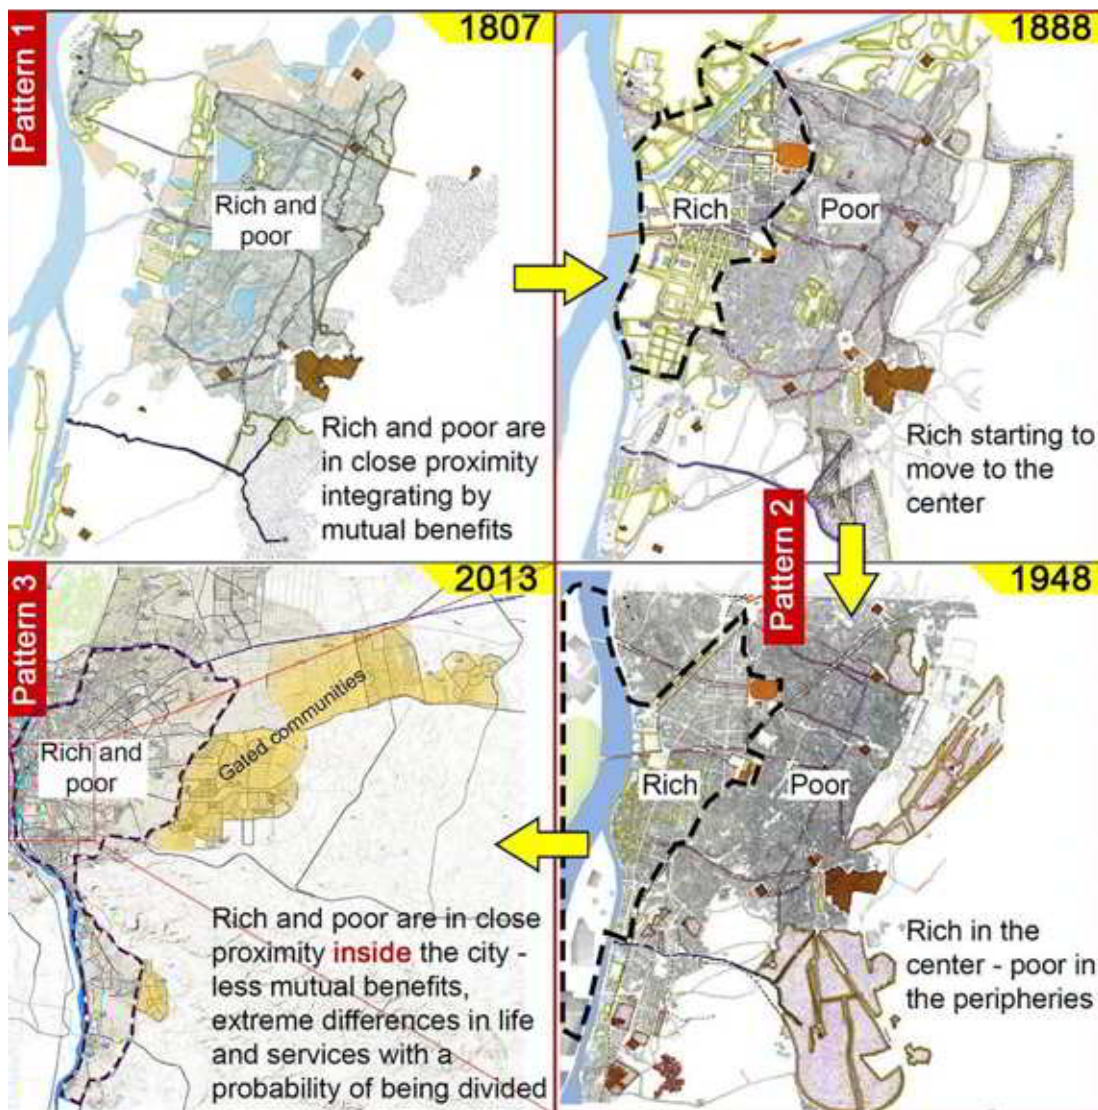 Pattern 1
1807
Rich and
poor
Rich and poor are
in close proximity
integrating by
mutual benefits
1888
Rich
Poor
Rich starting to
move to the
center
Pattern 2
1948
Rich
Poor
Rich in the
center - poor in
the peripheries
Pattern 3
2013
Gated communities
Rich and
poor
Rich and poor are in close
proximity inside the city -
less mutual benefits,
extreme differences in life
and services with a
probability of being divided